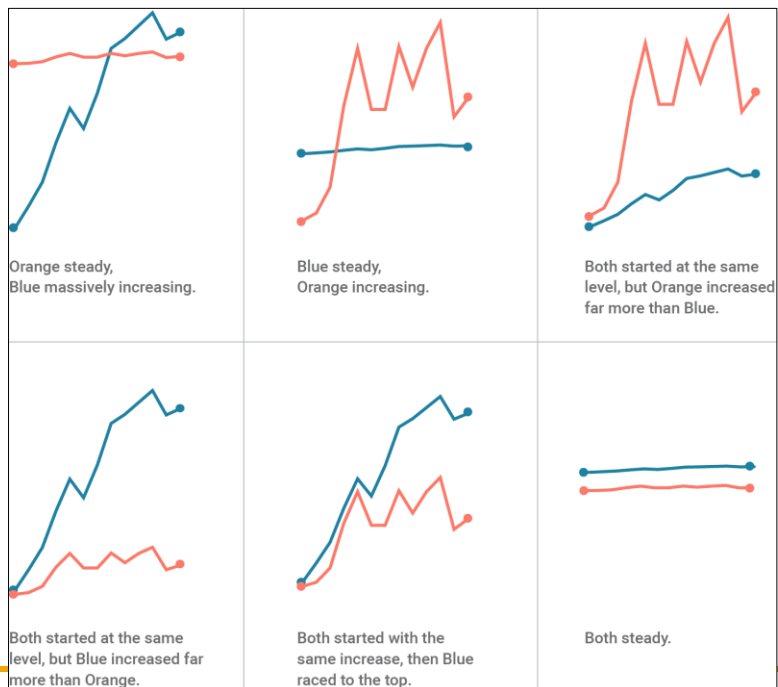 Orange steady,
Blue massively increasing.
Blue steady,
Orange increasing.
Both started at the same
level, but Orange increased
far more than Blue.
Both started at the same
level, but Blue increased far
more than Orange.
Both started with the
same increase, then Blue
raced to the top.
Both steady.